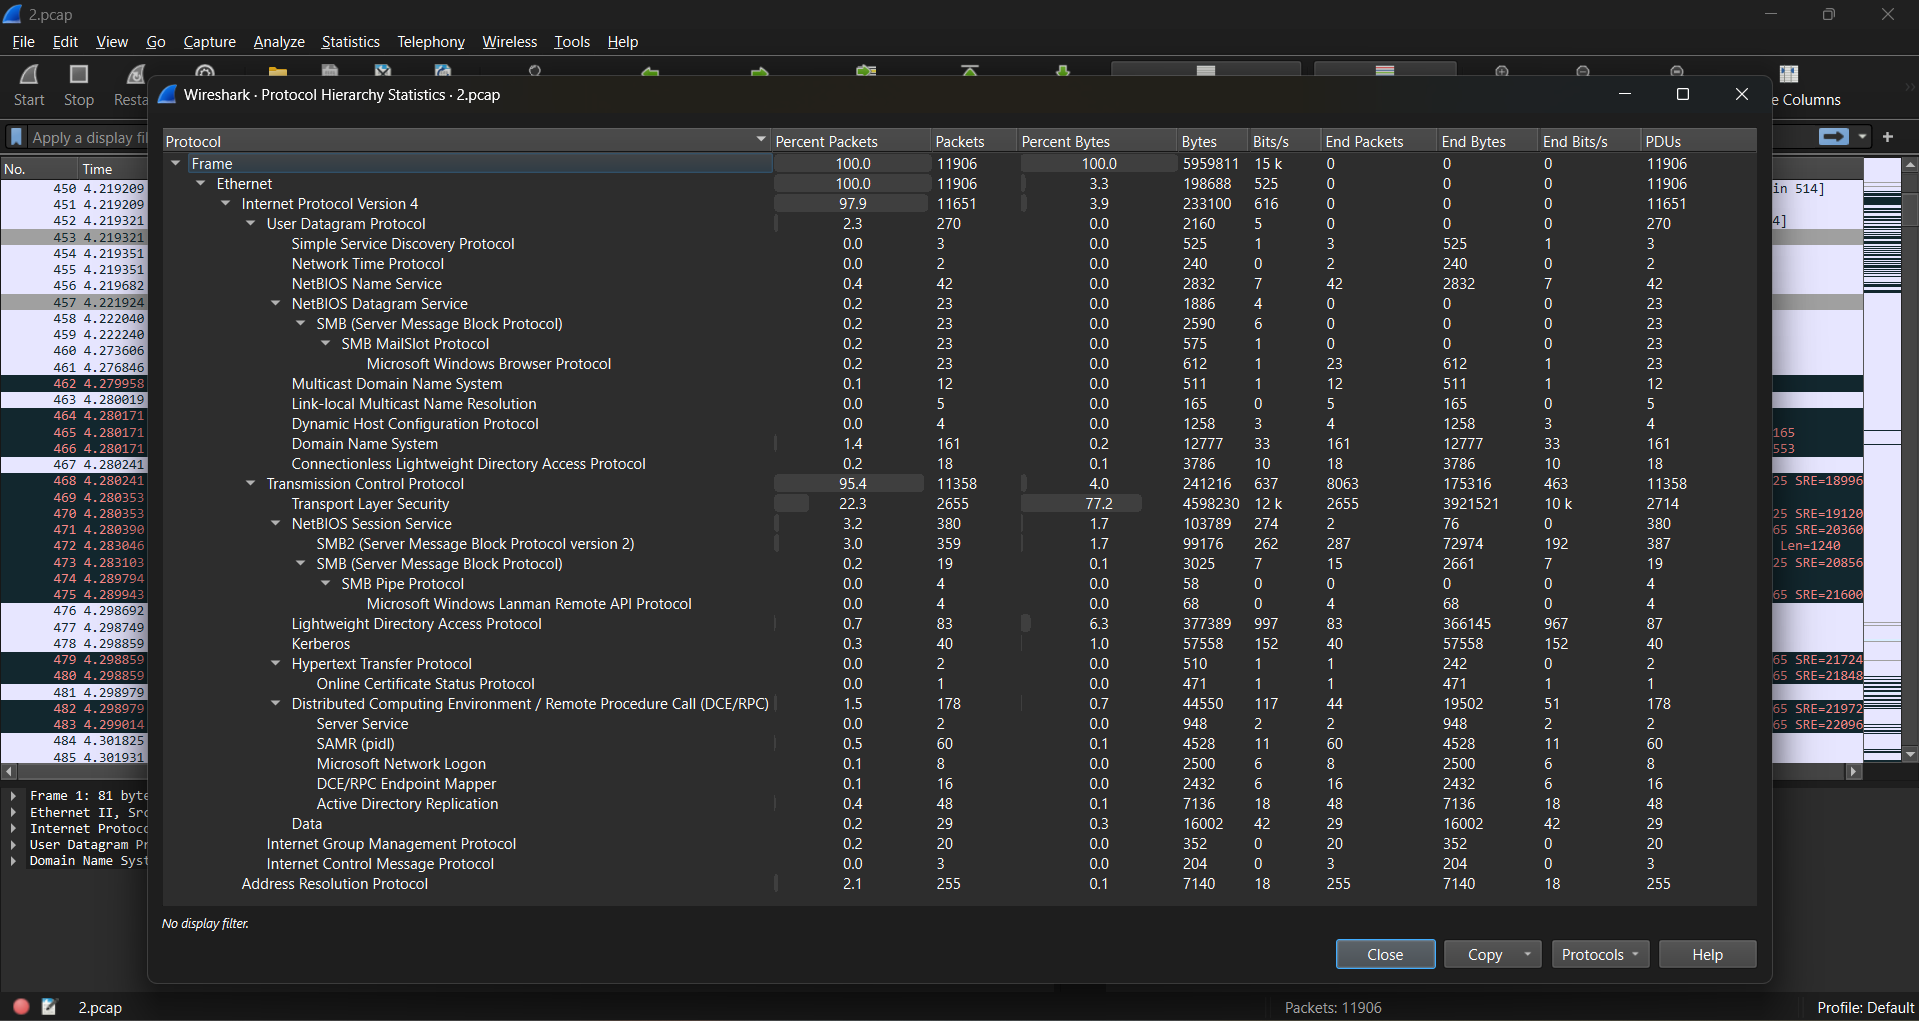 2.pcap
File Edit View Go Capture Analyze Statistics Telephony Wireless Tools Help
Start Stop Resta Columns
Wireshark · Protocol Hierarchy Statistics · 2.pcap
Apply a display fil
No. Time
450 4.219209
451 4.219209
452 4.219321
453 4.219321
454 4.219351
455 4.219351
456 4.219682
457 4.221924
458 4.222040
459 4.222240
460 4.273606
461 4.276846
462 4.279958
463 4.280019
464 4.280171
465 4.280171
466 4.280171
467 4.280241
468 4.280241
469 4.280353
470 4.280353
471 4.280390
472 4.283046
473 4.283103
474 4.289794
475 4.289943
476 4.298692
477 4.298749
478 4.298859
479 4.298859
480 4.298859
481 4.298979
482 4.298979
483 4.299014
484 4.301825
485 4.301931
Protocol Percent Packets Packets Percent Bytes Bytes Bits/s End Packets End Bytes End Bits/s PDUs
Frame 100.0 11906 100.0 5959811 15 k 0 0 0 11906
Ethernet 100.0 11906 3.3 198688 525 0 0 0 11906
Internet Protocol Version 4 97.9 11651 3.9 233100 616 0 0 0 11651
User Datagram Protocol 2.3 270 0.0 2160 5 0 0 0 270
Simple Service Discovery Protocol 0.0 3 0.0 525 1 3 525 1 3
Network Time Protocol 0.0 2 0.0 240 0 2 240 0 2
NetBIOS Name Service 0.4 42 0.0 2832 7 42 2832 7 42
NetBIOS Datagram Service 0.2 23 0.0 1886 4 0 0 0 23
SMB (Server Message Block Protocol) 0.2 23 0.0 2590 6 0 0 0 23
SMB MailSlot Protocol 0.2 23 0.0 575 1 0 0 0 23
Microsoft Windows Browser Protocol 0.2 23 0.0 612 1 23 612 1 23
Multicast Domain Name System 0.1 12 0.0 511 1 12 511 1 12
Link-local Multicast Name Resolution 0.0 5 0.0 165 0 5 165 0 5
Dynamic Host Configuration Protocol 0.0 4 0.0 1258 3 4 1258 3 4
Domain Name System 1.4 161 0.2 12777 33 161 12777 33 161
Connectionless Lightweight Directory Access Protocol 0.2 18 0.1 3786 10 18 3786 10 18
Transmission Control Protocol 95.4 11358 4.0 241216 637 8063 175316 463 11358
Transport Layer Security 22.3 2655 77.2 4598230 12 k 2655 3921521 10 k 2714
NetBIOS Session Service 3.2 380 1.7 103789 274 2 76 0 380
SMB2 (Server Message Block Protocol version 2) 3.0 359 1.7 99176 262 287 72974 192 387
SMB (Server Message Block Protocol) 0.2 19 0.1 3025 7 15 2661 7 19
SMB Pipe Protocol 0.0 4 0.0 58 0 0 0 0 4
Microsoft Windows Lanman Remote API Protocol 0.0 4 0.0 68 0 4 68 0 4
Lightweight Directory Access Protocol 0.7 83 6.3 377389 997 83 366145 967 87
Kerberos 0.3 40 1.0 57558 152 40 57558 152 40
Hypertext Transfer Protocol 0.0 2 0.0 510 1 1 242 0 2
Online Certificate Status Protocol 0.0 1 0.0 471 1 1 471 1 1
Distributed Computing Environment / Remote Procedure Call (DCE/RPC) 1.5 178 0.7 44550 117 44 19502 51 178
Server Service 0.0 2 0.0 948 2 2 948 2 2
SAMR (pidl) 0.5 60 0.1 4528 11 60 4528 11 60
Microsoft Network Logon 0.1 8 0.0 2500 6 8 2500 6 8
DCE/RPC Endpoint Mapper 0.1 16 0.0 2432 6 16 2432 6 16
Active Directory Replication 0.4 48 0.1 7136 18 48 7136 18 48
Data 0.2 29 0.3 16002 42 29 16002 42 29
Internet Group Management Protocol 0.2 20 0.0 352 0 20 352 0 20
Internet Control Message Protocol 0.0 3 0.0 204 0 3 204 0 3
Address Resolution Protocol 2.1 255 0.1 7140 18 255 7140 18 255
in 514]
4]
165
553
25 SRE=18996
25 SRE=19120
65 SRE=20360
Len=1240
25 SRE=20856
65 SRE=21600
65 SRE=21724
65 SRE=21848
65 SRE=21972
65 SRE=22096
Frame 1: 81 byte
Ethernet II, Src
Internet Protoco
User Datagram Pr
Domain Name Syst
No display filter.
Close Copy Protocols Help
2.pcap Packets: 11906 Profile: Default